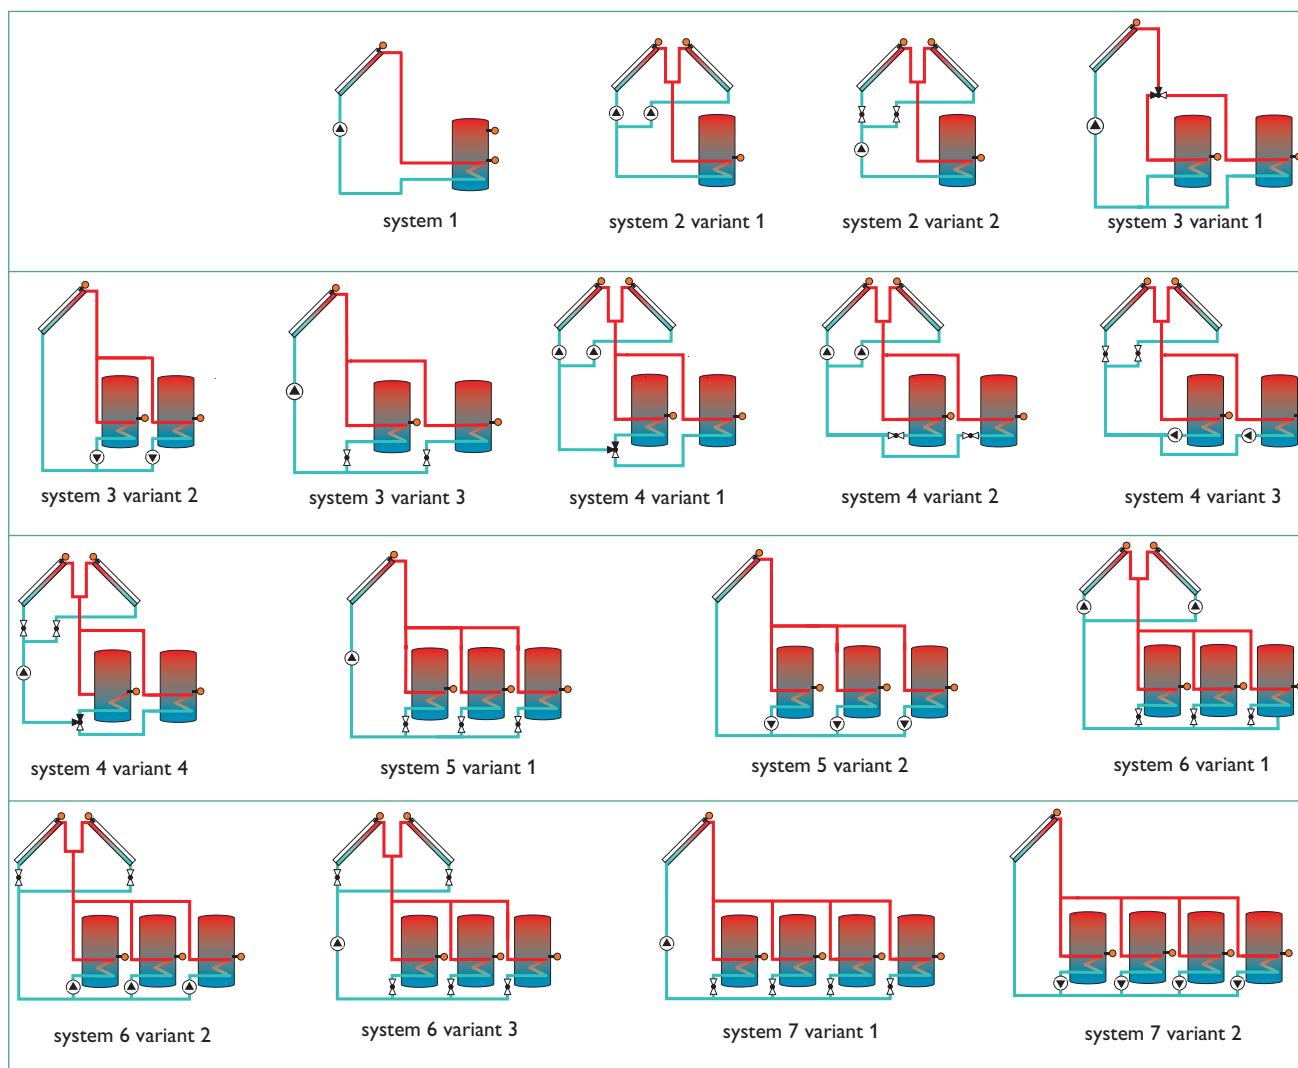 system 1
system 2 variant 1
system 2 variant 2
system 3 variant 1
system 3 variant 2
system 3 variant 3
system 4 variant 1
system 4 variant 2
system 4 variant 3
system 4 variant 4
system 5 variant 1
system 5 variant 2
system 6 variant 1
system 6 variant 2
system 6 variant 3
system 7 variant 1
system 7 variant 2